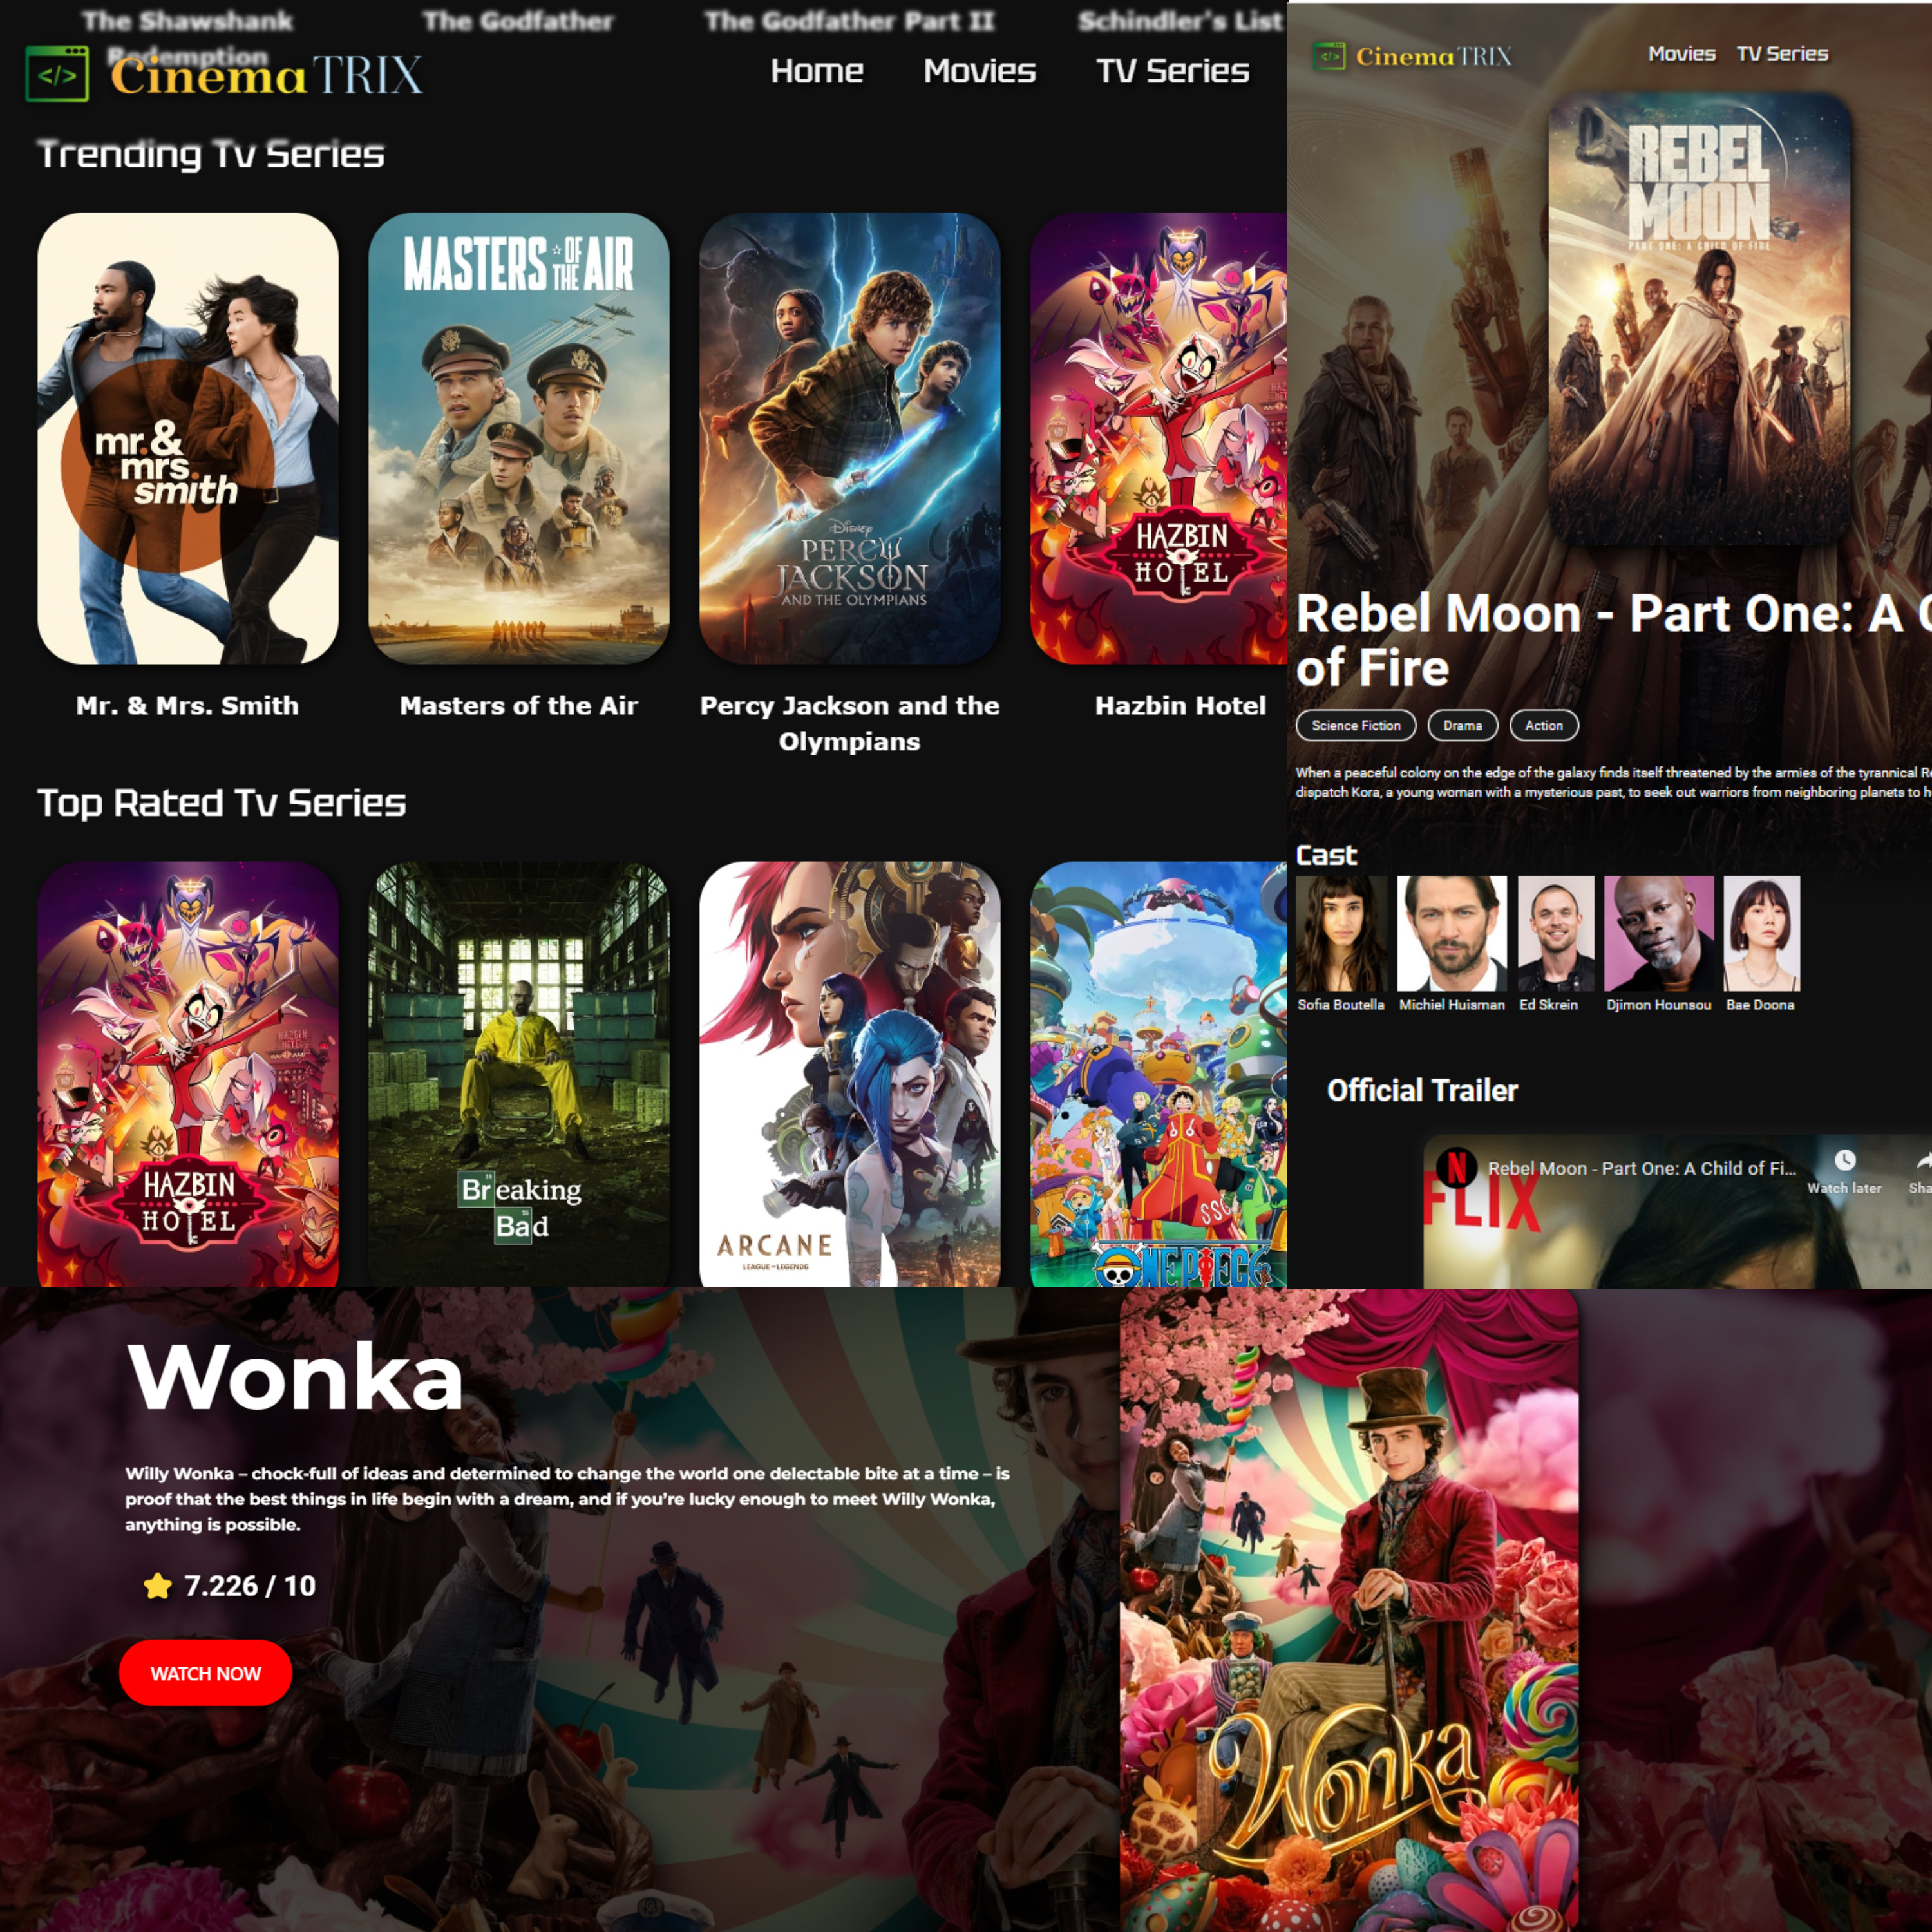 The Shawshank Redemption
The Godfather
The Godfather Part II
Schindler's List
</> Cinema TRIX
Home
Movies
TV Series
Trending Tv Series
mr. &
mrs.
smith
MASTERS OF THE AIR
Disney
PERCY
JACKSON
AND THE OLYMPIANS
HAZBIN
HOTEL
Mr. & Mrs. Smith
Masters of the Air
Percy Jackson and the
Olympians
Hazbin Hotel
Top Rated Tv Series
HAZBIN
HOTEL
Breaking
Bad
ARCANE
LEAGUE OF LEGENDS
SSG
ONE PIECE
</> Cinema TRIX
Movies
TV Series
REBEL
MOON
PART ONE: A CHILD OF FIRE
Rebel Moon - Part One: A
of Fire
Science Fiction
Drama
Action
When a peaceful colony on the edge of the galaxy finds itself threatened by the armies of the tyrannical
dispatch Kora, a young woman with a mysterious past, to seek out warriors from neighboring planets to
Cast
Sofia Boutella
Michiel Huisman
Ed Skrein
Djimon Hounsou
Bae Doona
Official Trailer
N
Rebel Moon - Part One: A Child of Fi...
Watch later
Sha
FLIX
Wonka
Willy Wonka – chock-full of ideas and determined to change the world one delectable bite at a time – is
proof that the best things in life begin with a dream, and if you're lucky enough to meet Willy Wonka,
anything is possible.
7.226 / 10
WATCH NOW
Wonka